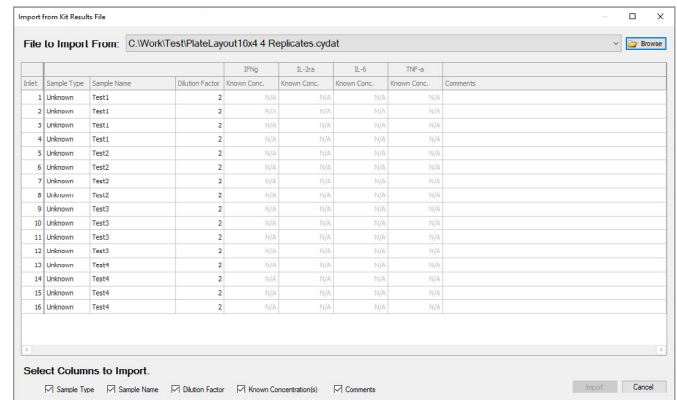 Import from Kit Results File
File to Import From: C:\Work\Test\PlateLayout10x4 4 Replicates.cydat Browse
IFNg IL-2ra IL-6 TNF-a
Inlet Sample Type Sample Name Dilution Factor Known Conc. Known Conc. Known Conc. Known Conc. Comments
1 Unknown Test1 2 N/A N/A N/A N/A
2 Unknown Test1 2 N/A N/A N/A N/A
3 Unknown Test1 2 N/A N/A N/A N/A
4 Unknown Test1 2 N/A N/A N/A N/A
5 Unknown Test2 2 N/A N/A N/A N/A
6 Unknown Test2 2 N/A N/A N/A N/A
7 Unknown Test2 2 N/A N/A N/A N/A
8 Unknown Test2 2 N/A N/A N/A N/A
9 Unknown Test3 2 N/A N/A N/A N/A
10 Unknown Test3 2 N/A N/A N/A N/A
11 Unknown Test3 2 N/A N/A N/A N/A
12 Unknown Test3 2 N/A N/A N/A N/A
13 Unknown Test4 2 N/A N/A N/A N/A
14 Unknown Test4 2 N/A N/A N/A N/A
15 Unknown Test4 2 N/A N/A N/A N/A
16 Unknown Test4 2 N/A N/A N/A N/A
Select Columns to Import.
Sample Type Sample Name Dilution Factor Known Concentration(s) Comments Import Cancel